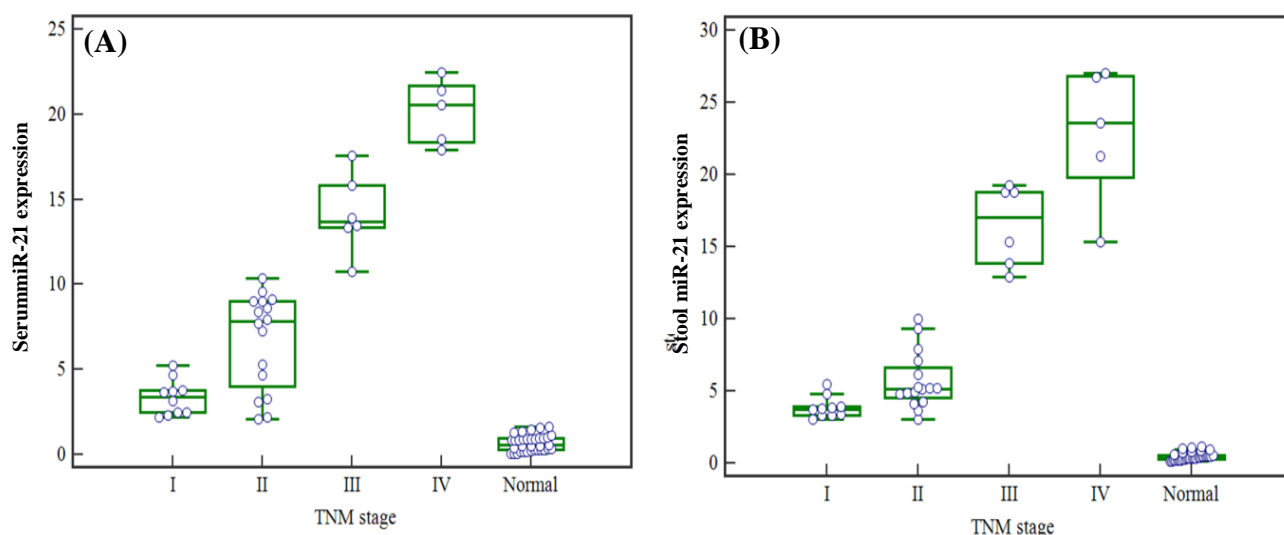 (A)
SerummiR-21 expression
25
20
15
10
5
0
I II III IV Normal
TNM stage
(B)
Stool miR-21 expression
30
25
20
15
10
5
0
I II III IV Normal
TNM stage